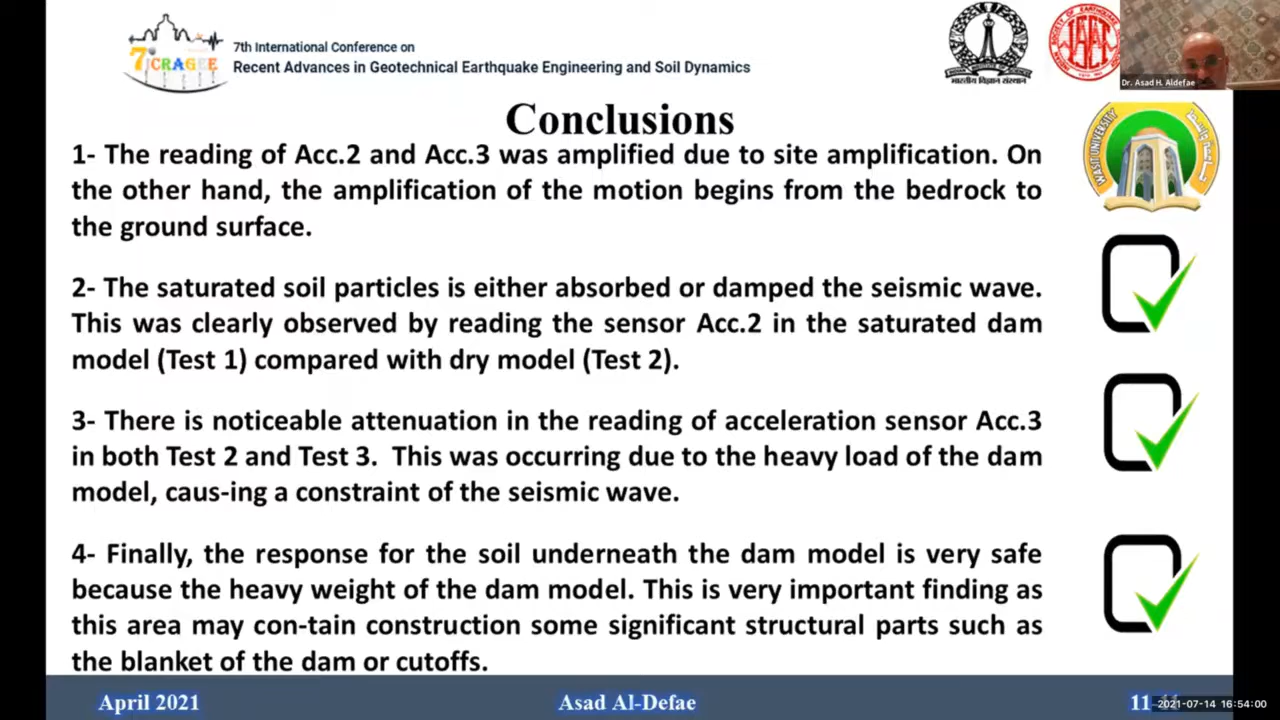 7th International Conference on
7 ICRAGEE
Recent Advances in Geotechnical Earthquake Engineering and Soil Dynamics
भारतीय विज्ञान संस्थान
Dr. Asad H. Aldefae
Conclusions
WASIT UNIVERSITY
جامعة واسط
1- The reading of Acc.2 and Acc.3 was amplified due to site amplification. On
the other hand, the amplification of the motion begins from the bedrock to
the ground surface.
2- The saturated soil particles is either absorbed or damped the seismic wave.
This was clearly observed by reading the sensor Acc.2 in the saturated dam
model (Test 1) compared with dry model (Test 2).
3- There is noticeable attenuation in the reading of acceleration sensor Acc.3
in both Test 2 and Test 3. This was occurring due to the heavy load of the dam
model, caus-ing a constraint of the seismic wave.
4- Finally, the response for the soil underneath the dam model is very safe
because the heavy weight of the dam model. This is very important finding as
this area may con-tain construction some significant structural parts such as
the blanket of the dam or cutoffs.
April 2021
Asad Al-Defae
11
2021-07-14 16:54:00